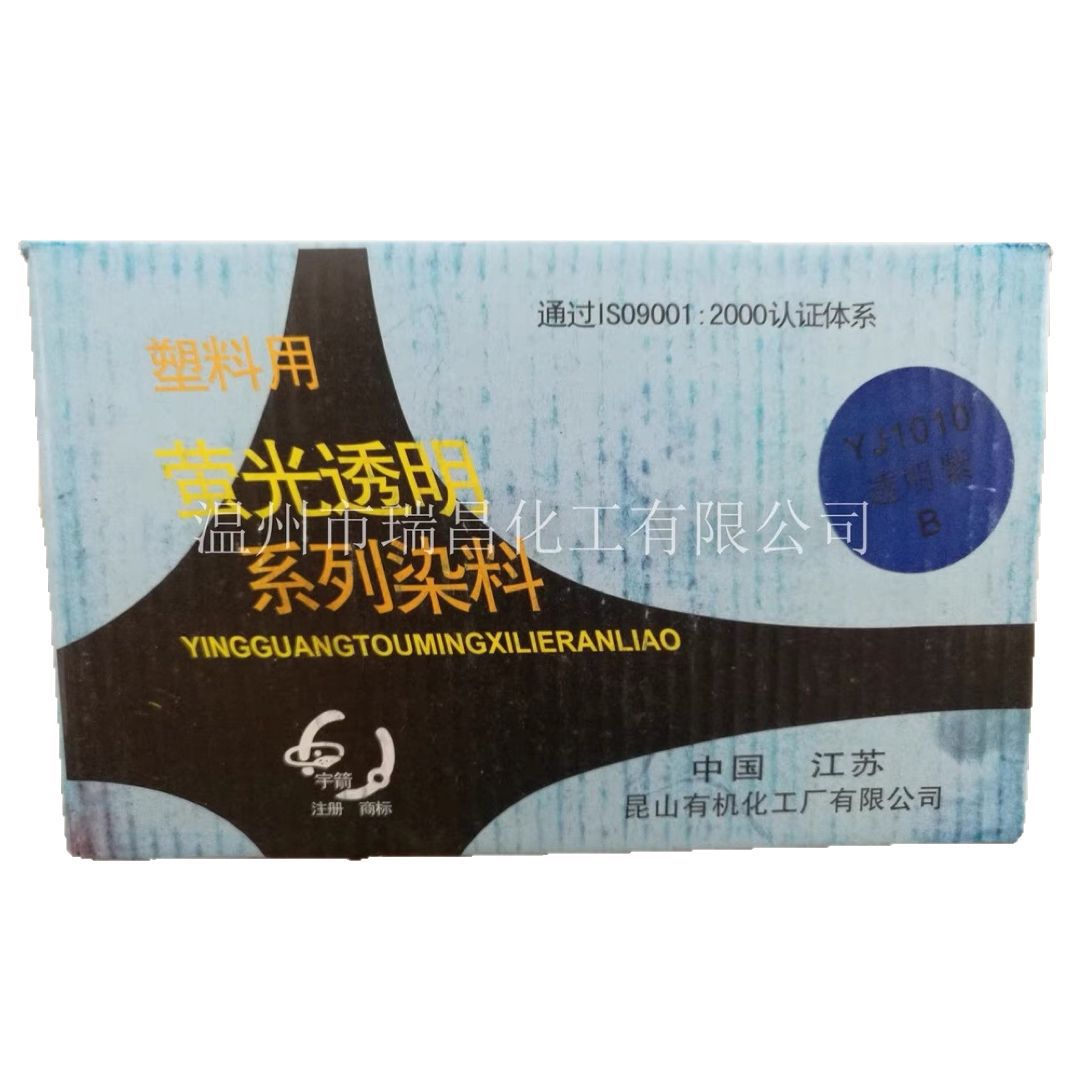 通过ISO9001:2000认证体系
塑料用
萤光透明
系列染料
YINGGUANGTOUMINGXILIERANLIAO
YJ1010
透明紫
B
温州市瑞昌化工有限公司
宇箭
注册 商标
中国 江苏
昆山有机化工厂有限公司